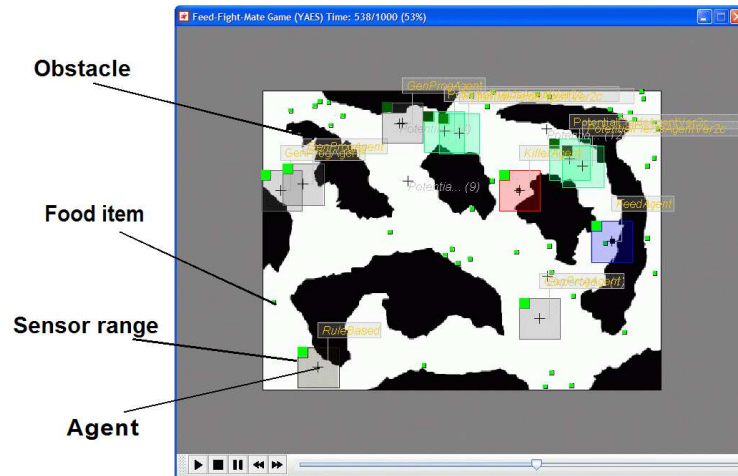 Feed-Fight-Mate Game (YAES) Time: 538/1000 (53%)
Obstacle
GenProgAgent
GenProgAgent
GenProgAgent
KillerAgent
Potentia... (9)
FeedAgent
Food item
GenProgAgent
Sensor range
RuleBased
Agent